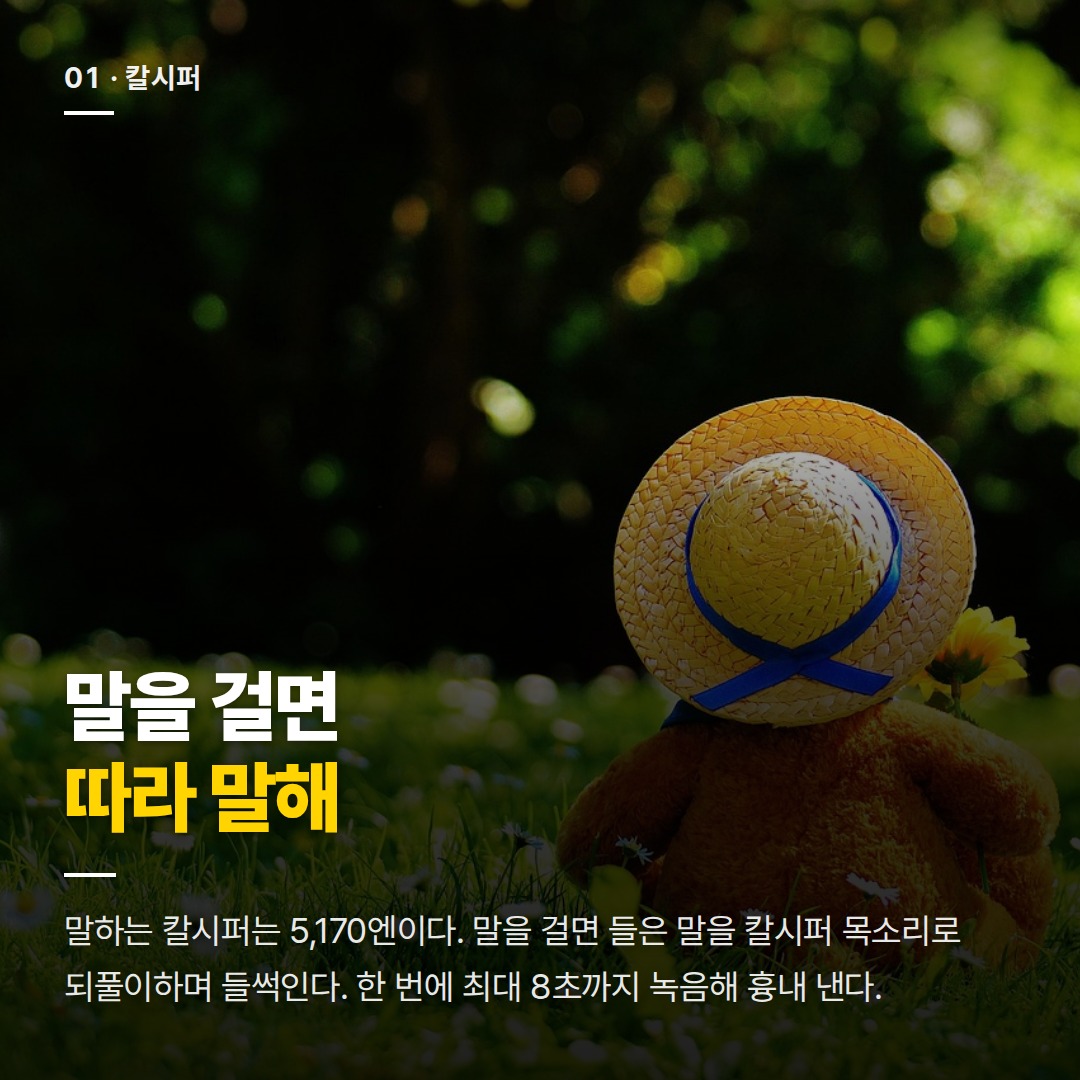 01 · 칼시퍼
말을 걸면
따라 말해
말하는 칼시퍼는 5,170엔이다. 말을 걸면 들은 말을 칼시퍼 목소리로
되풀이하며 들썩인다. 한 번에 최대 8초까지 녹음해 흉내 낸다.